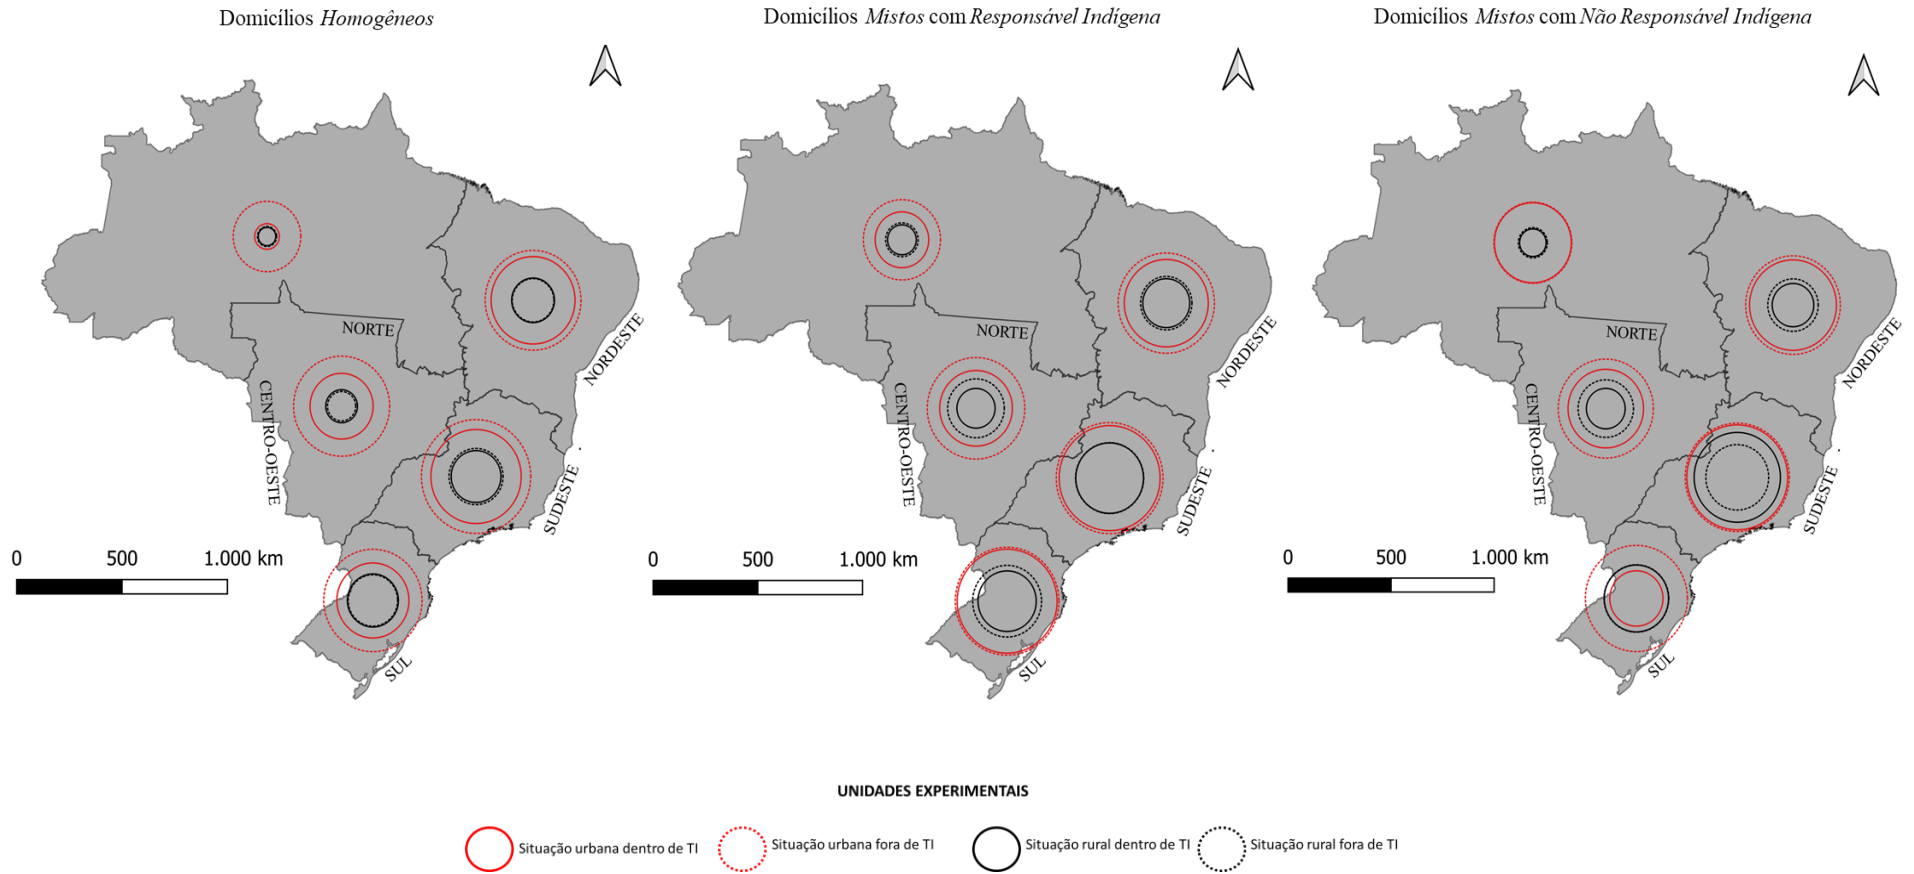 Domicílios Homogêneos
Domicílios Mistos com Responsável Indígena
Domicílios Mistos com Não Responsável Indígena
NORTE
NORDESTE
CENTRO-OESTE
SUDESTE
SUL
0 500 1.000 km
NORTE
NORDESTE
CENTRO-OESTE
SUDESTE
SUL
0 500 1.000 km
NORTE
NORDESTE
CENTRO-OESTE
SUDESTE
SUL
0 500 1.000 km
UNIDADES EXPERIMENTAIS
Situação urbana dentro de TI
Situação urbana fora de TI
Situação rural dentro de TI
Situação rural fora de TI